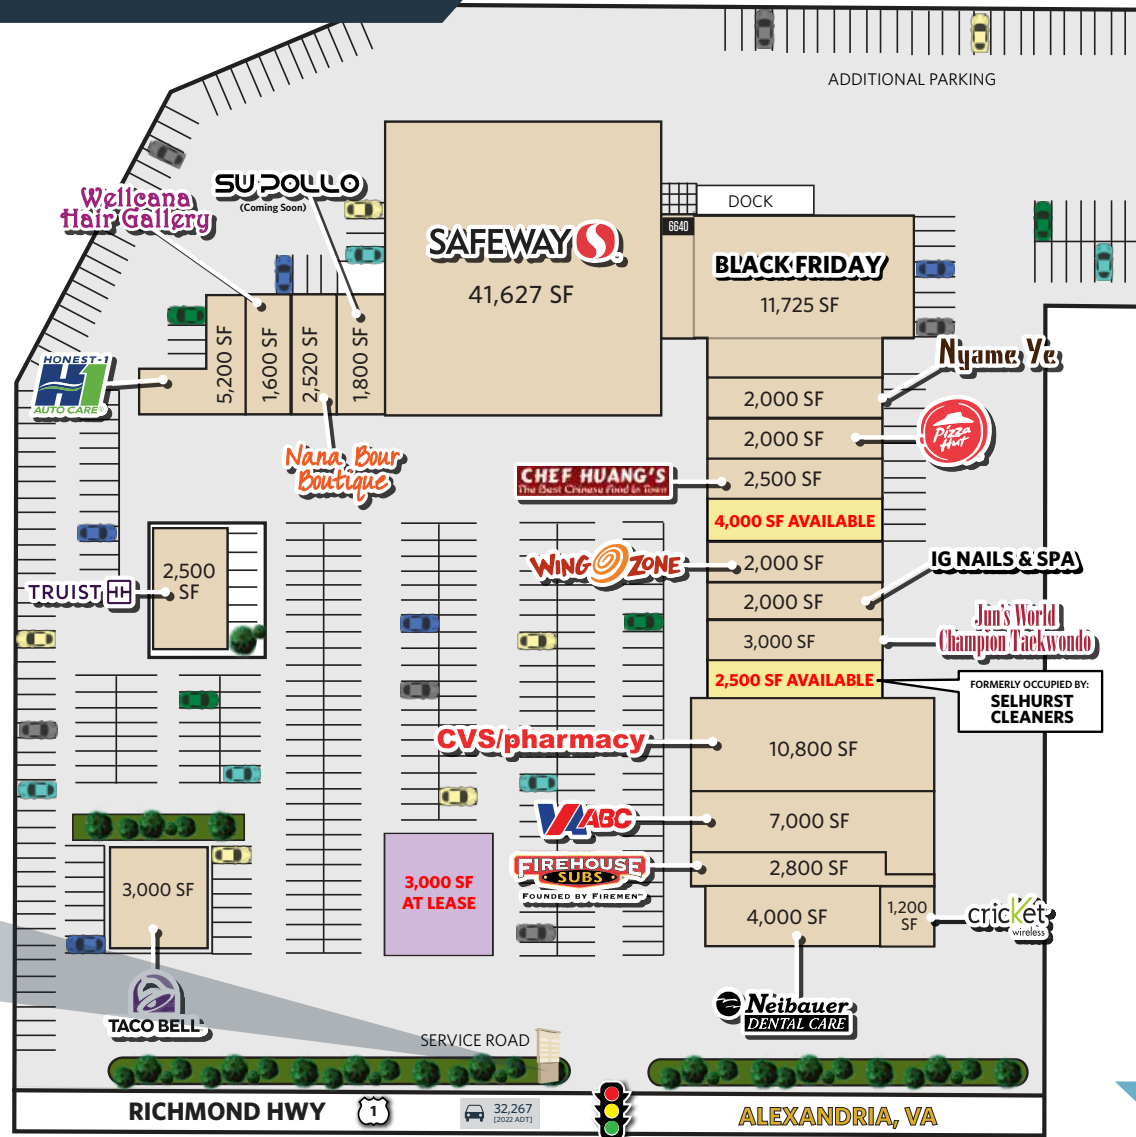 ADDITIONAL PARKING
SU POLLO
(Coming Soon)
Wellcana
Hair Gallery
DOCK
6640
SAFEWAY
41,627 SF
BLACK FRIDAY
11,725 SF
HONEST-1
H1
AUTO CARE
5,200 SF
1,600 SF
2,520 SF
1,800 SF
Nana Bour
Boutique
Nyame Ye
2,000 SF
2,000 SF
Pizza
Hut
CHEF HUANG'S
The Best Chinese Food In Town
2,500 SF
4,000 SF AVAILABLE
WING ZONE
2,000 SF
IG NAILS & SPA
2,000 SF
TRUIST
2,500
SF
3,000 SF
Jun's World
Champion Taekwondo
2,500 SF AVAILABLE
FORMERLY OCCUPIED BY:
SELHURST
CLEANERS
CVS/pharmacy
10,800 SF
VA ABC
7,000 SF
FIREHOUSE
SUBS
FOUNDED BY FIREMEN™
2,800 SF
3,000 SF
3,000 SF
AT LEASE
4,000 SF
1,200
SF
cricket
wireless
TACO BELL
Neibauer
DENTAL CARE
SERVICE ROAD
RICHMOND HWY
1
32,267
[2022 ADT]
ALEXANDRIA, VA